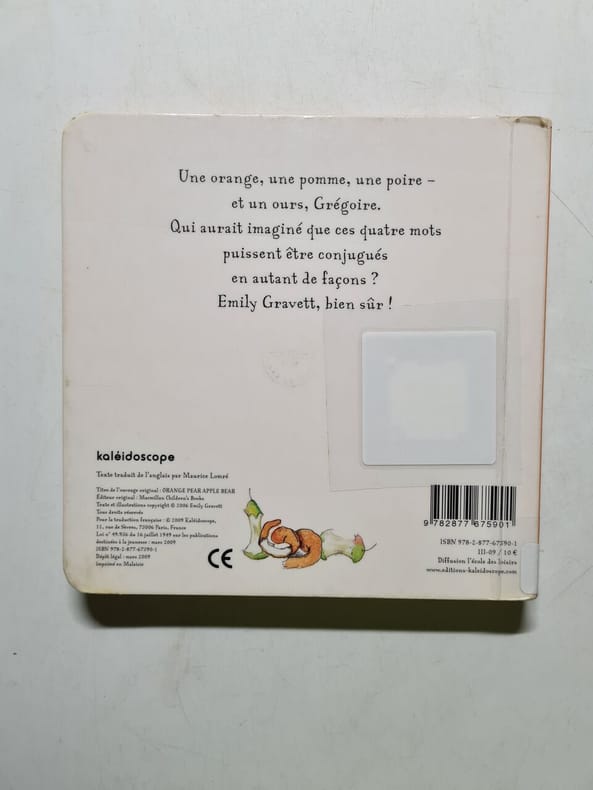 Une orange, une pomme, une poire –
et un ours, Grégoire.
Qui aurait imaginé que ces quatre mots
puissent être conjugués
en autant de façons ?
Emily Gravett, bien sûr !
kaléidoscope
Texte traduit de l'anglais par Maurice Lomré
Titre de l'ouvrage original : ORANGE PEAR APPLE BEAR
Éditeur original : Macmillan Children's Books
Texte et illustrations copyright © 2006 Emily Gravett
Tous droits réservés
Pour la traduction française : © 2009 Kaléidoscope,
11, rue de Sèvres, 75006 Paris, France
Loi n° 49.956 du 16 juillet 1949 sur les publications
destinées à la jeunesse : mars 2009
ISBN 978-2-877-67590-1
Dépôt légal : mars 2009
Imprimé en Malaisie
CE
9 782877 675901
ISBN 978-2-877-67590-1
III-09 / 10 €
Diffusion l'école des loisirs
www.editions-kaleidoscope.com